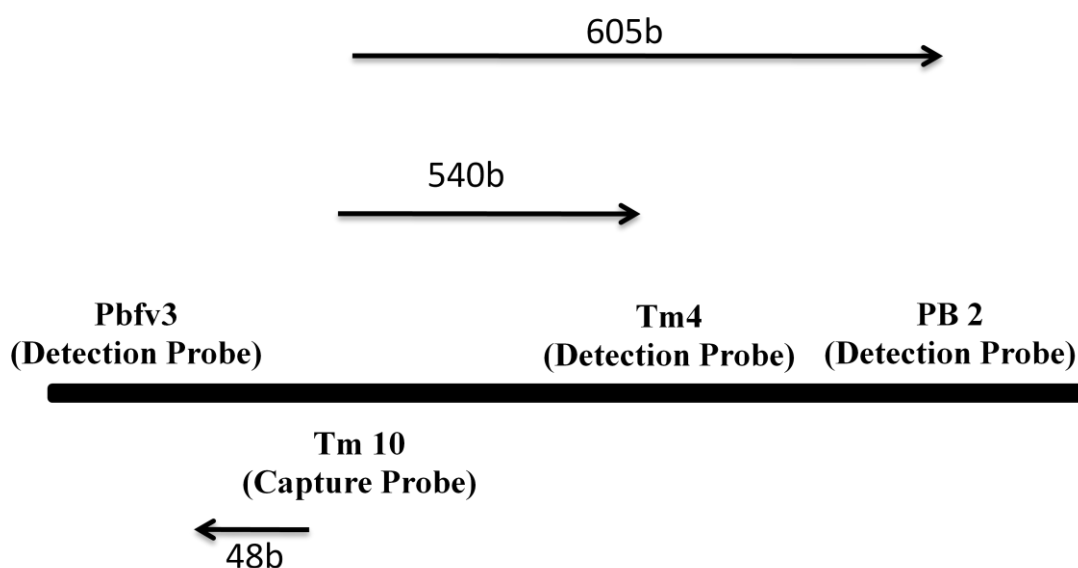 605b
540b
Pbfv3
(Detection Probe)
Tm4
(Detection Probe)
PB 2
(Detection Probe)
Tm 10
(Capture Probe)
48b